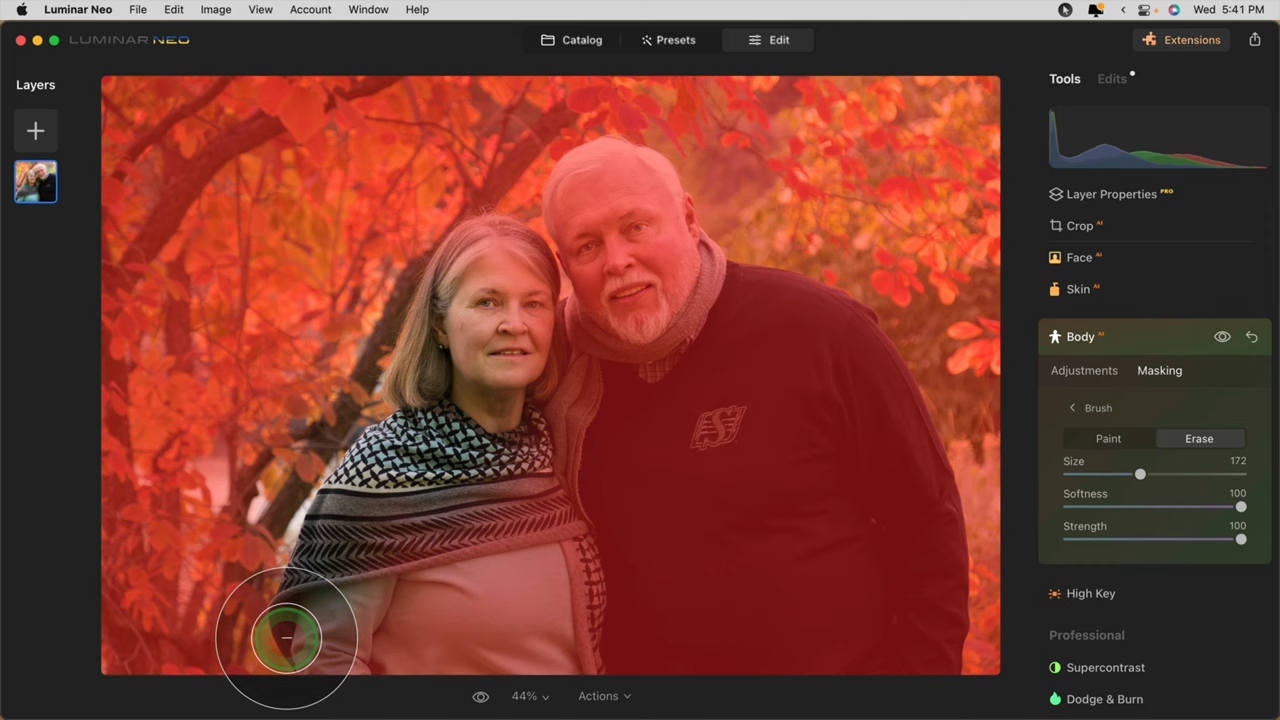 Luminar Neo File Edit Image View Account Window Help Wed 5:41 PM
LUMINAR NEO Catalog Presets Edit Extensions
Layers
Tools Edits
Layer Properties PRO
Crop AI
Face AI
Skin AI
Body AI
Adjustments Masking
Brush
Paint Erase
Size 172
Softness 100
Strength 100
High Key
Professional
Supercontrast
Dodge & Burn
44% Actions
S